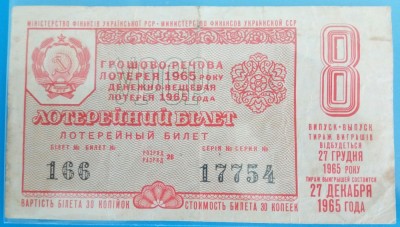 МІНІСТЕРСТВО ФІНАНСІВ УКРАЇНСЬКОЇ РСР • МИНИСТЕРСТВО ФИНАНСОВ УКРАИНСКОЙ ССР
ГРОШОВО-РЕЧОВА
ЛОТЕРЕЯ 1965 РОКУ
ДЕНЕЖНО-ВЕЩЕВАЯ
ЛОТЕРЕЯ 1965 ГОДА
8
ЛОТЕРЕЙНИЙ БІЛЕТ
ЛОТЕРЕЙНЫЙ БИЛЕТ
БІЛЕТ № БИЛЕТ №
РОЗРЯД
РАЗРЯД
СЕРІЯ № СЕРИЯ №
166
17754
ВАРТІСТЬ БІЛЕТА 30 КОПІЙОК
СТОИМОСТЬ БИЛЕТА 30 КОПЕЕК
ВИПУСК • ВЫПУСК
ТИРАЖ ВИГРАШІВ
ВІДБУДЕТЬСЯ
27 ГРУДНЯ
1965 РОКУ
ТИРАЖ ВЫИГРЫШЕЙ СОСТОИТСЯ
27 ДЕКАБРЯ
1965 ГОДА